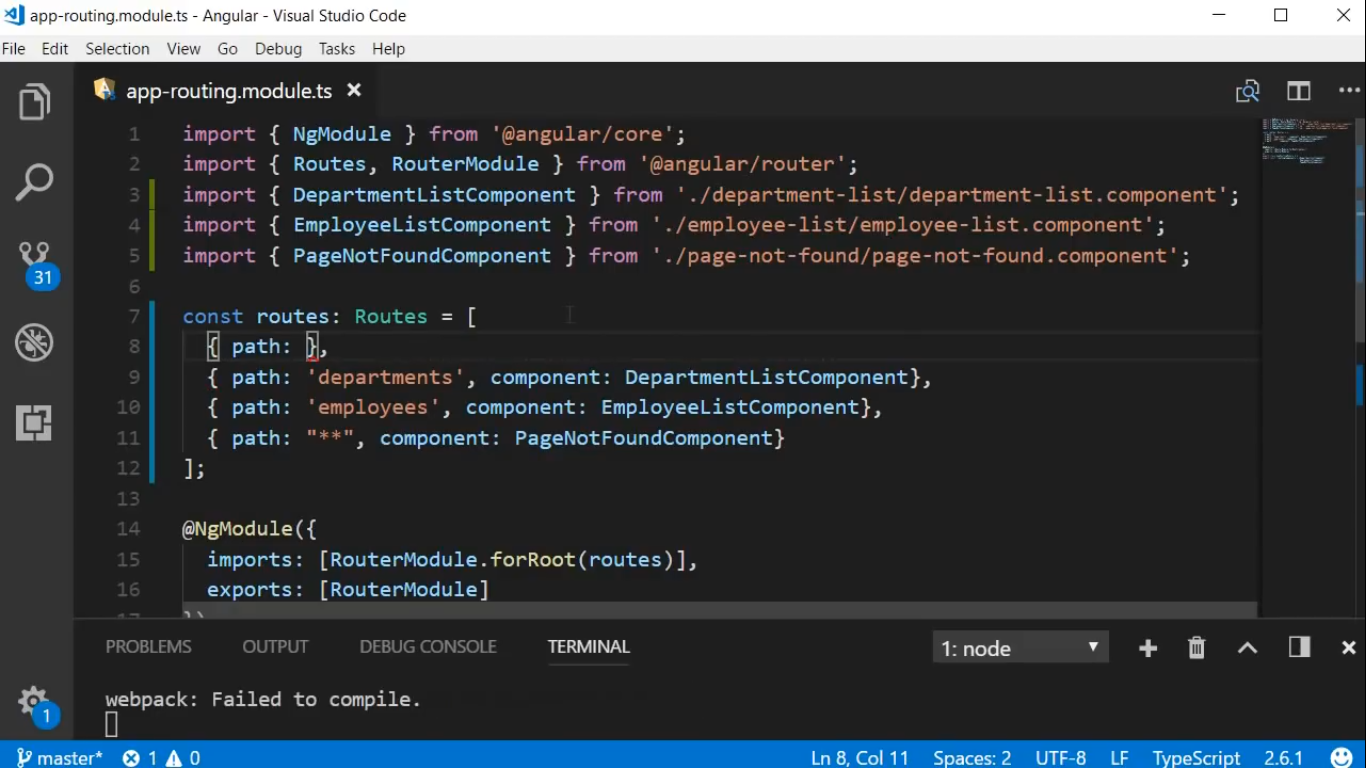 app-routing.module.ts - Angular - Visual Studio Code
File Edit Selection View Go Debug Tasks Help
app-routing.module.ts
1 import { NgModule } from '@angular/core';
2 import { Routes, RouterModule } from '@angular/router';
3 import { DepartmentListComponent } from './department-list/department-list.component';
4 import { EmployeeListComponent } from './employee-list/employee-list.component';
5 import { PageNotFoundComponent } from './page-not-found/page-not-found.component';
6
7 const routes: Routes = [
8 { path: },
9 { path: 'departments', component: DepartmentListComponent},
10 { path: 'employees', component: EmployeeListComponent},
11 { path: "**", component: PageNotFoundComponent}
12 ];
13
14 @NgModule({
15 imports: [RouterModule.forRoot(routes)],
16 exports: [RouterModule]
31
PROBLEMS OUTPUT DEBUG CONSOLE TERMINAL 1: node
webpack: Failed to compile.
1
master* 1 0 Ln 8, Col 11 Spaces: 2 UTF-8 LF TypeScript 2.6.1